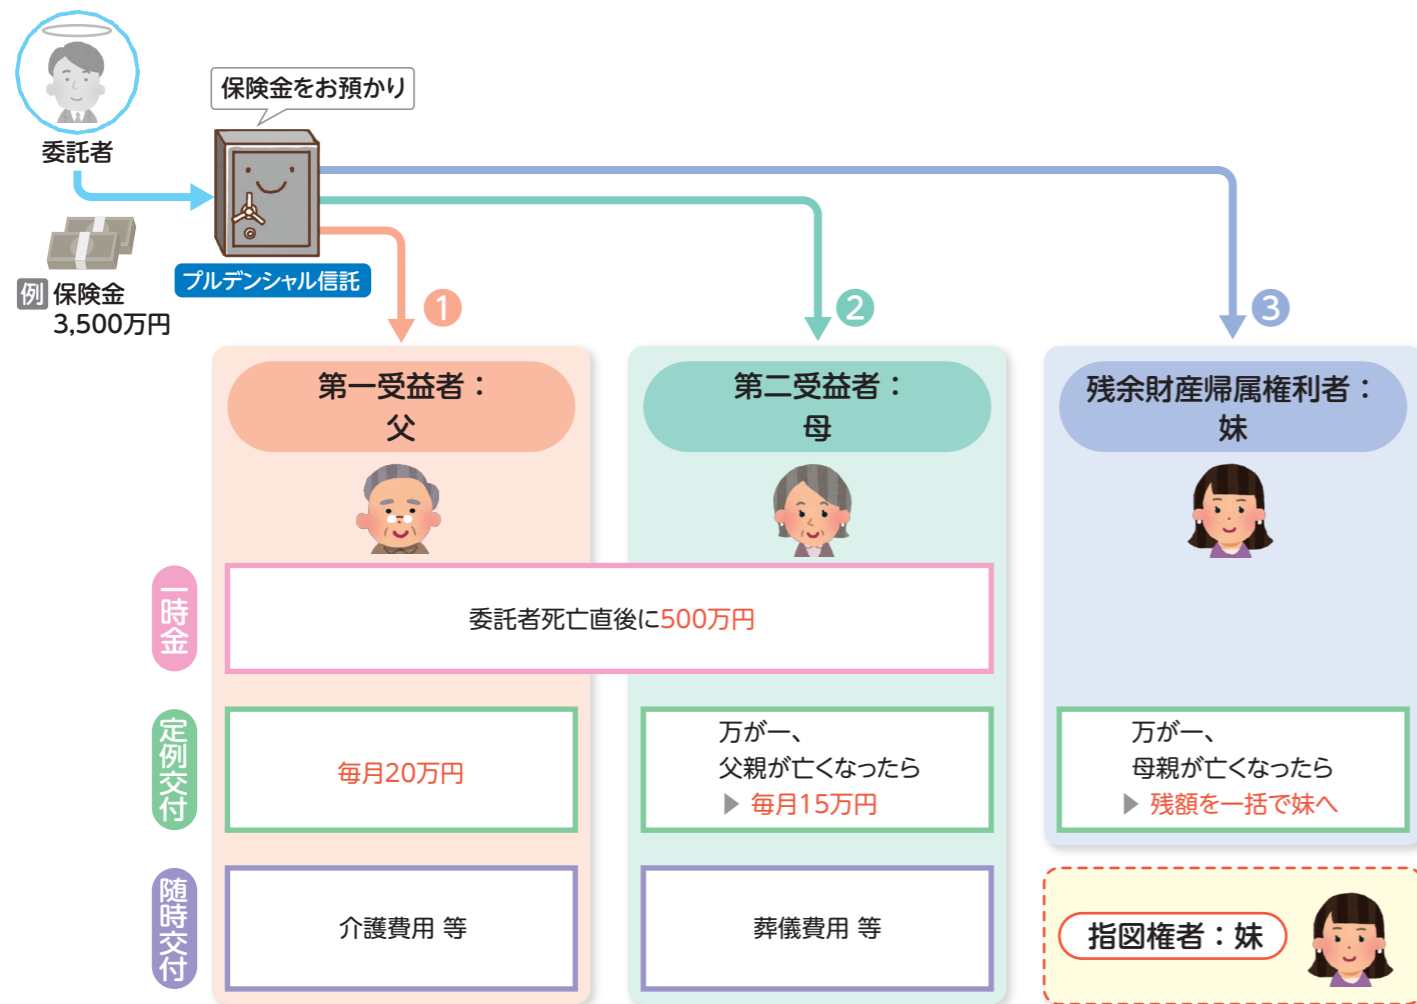 保険金をお預かり
委託者
プルデンシャル信託
例 保険金
3,500万円
1
2
3
第一受益者：
父
第二受益者：
母
残余財産帰属権利者：
妹
一時金
委託者死亡直後に500万円
定例交付
毎月20万円
万が一、
父親が亡くなったら
▶ 毎月15万円
万が一、
母親が亡くなったら
▶ 残額を一括で妹へ
随時交付
介護費用 等
葬儀費用 等
指図権者：妹